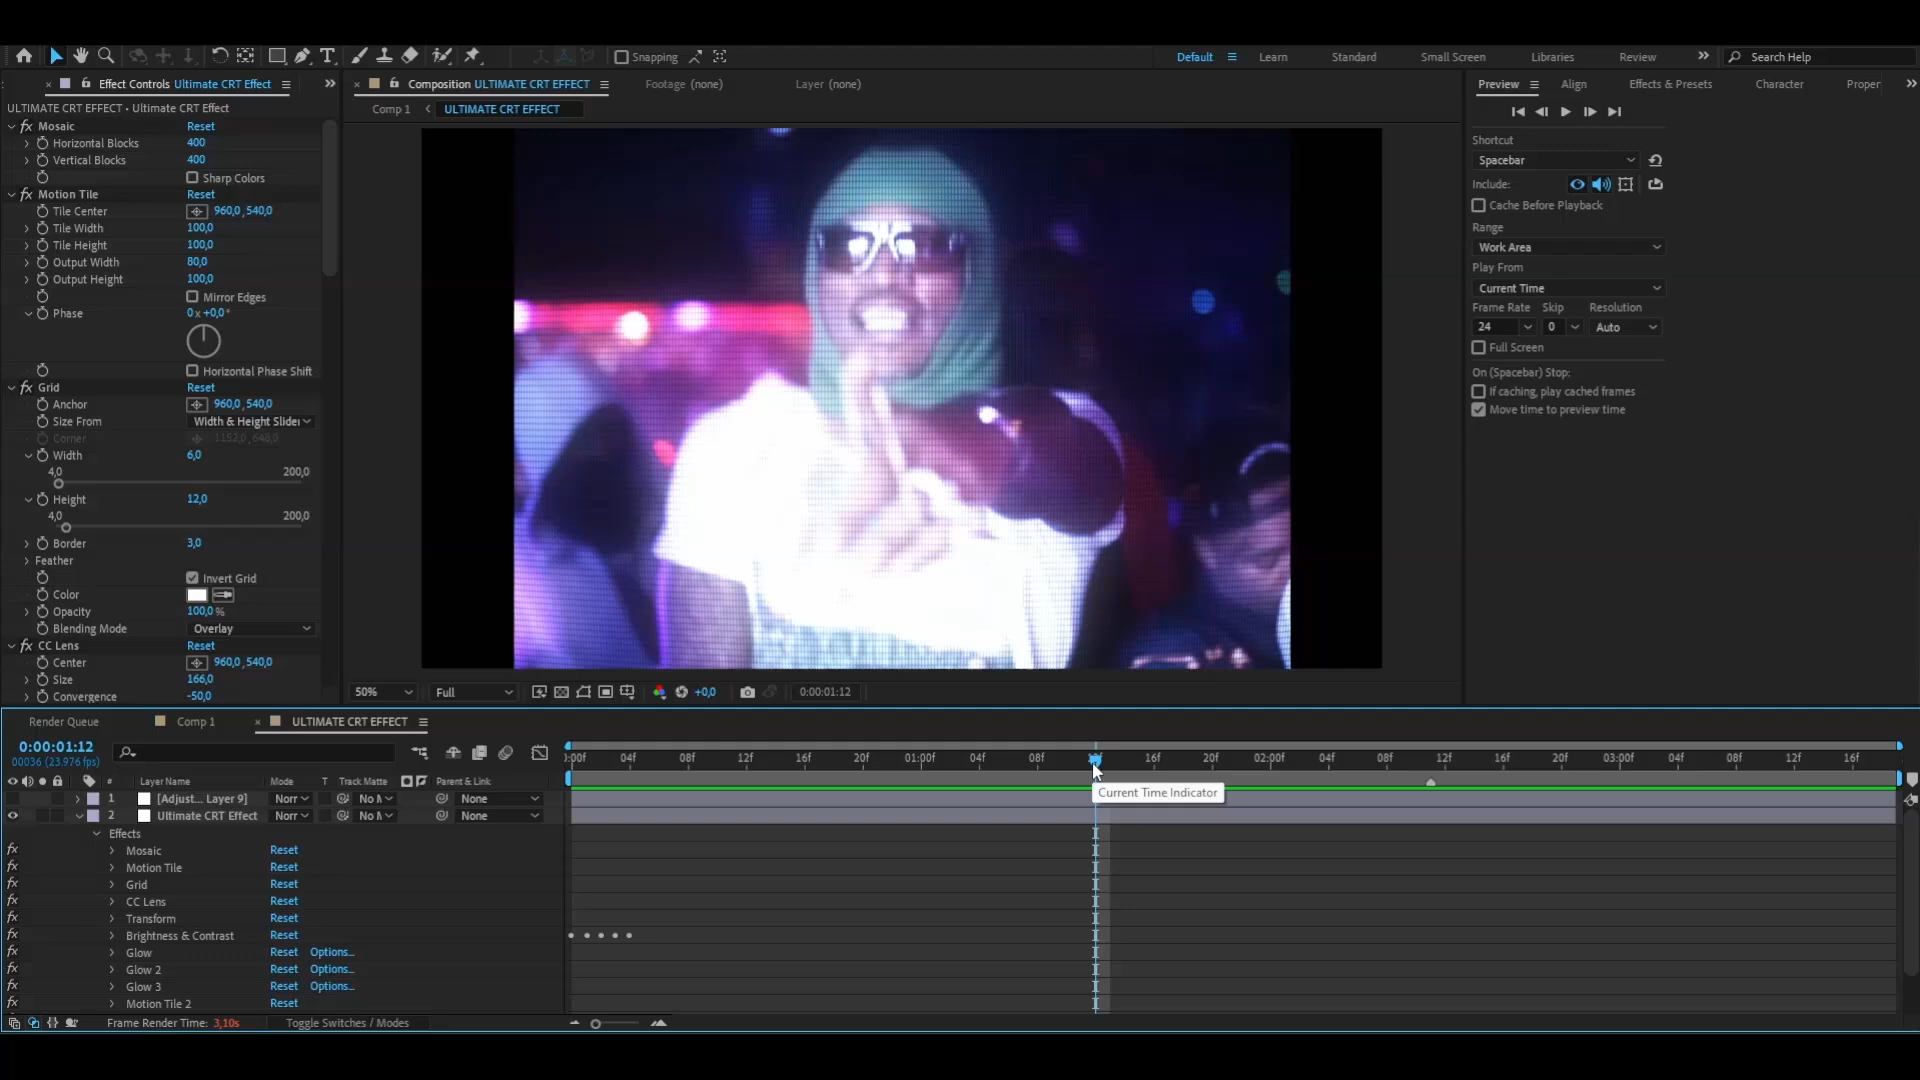 Snapping
Default
Learn
Standard
Small Screen
Libraries
Review
Search Help
Effect Controls Ultimate CRT Effect
Composition ULTIMATE CRT EFFECT
Footage (none)
Layer (none)
Preview
Align
Effects & Presets
Character
Proper
ULTIMATE CRT EFFECT • Ultimate CRT Effect
Comp 1
ULTIMATE CRT EFFECT
Mosaic Reset
Horizontal Blocks 400
Vertical Blocks 400
Sharp Colors
Motion Tile Reset
Tile Center 960,0, 540,0
Tile Width 100,0
Tile Height 100,0
Output Width 80,0
Output Height 100,0
Mirror Edges
Phase 0x+0,0°
Horizontal Phase Shift
Grid Reset
Anchor 960,0, 540,0
Size From Width & Height Slider
Corner 1152,0, 648,0
Width 6,0
4,0 200,0
Height 12,0
4,0 200,0
Border 3,0
Feather
Invert Grid
Color
Opacity 100,0 %
Blending Mode Overlay
CC Lens Reset
Center 960,0, 540,0
Size 166,0
Convergence -50,0
Shortcut
Spacebar
Include:
Cache Before Playback
Range
Work Area
Play From
Current Time
Frame Rate Skip Resolution
24 0 Auto
Full Screen
On (Spacebar) Stop:
If caching, play cached frames
Move time to preview time
50% Full +0,0 0:00:01:12
Render Queue
Comp 1
ULTIMATE CRT EFFECT
0:00:01:12
00036 (23.976 fps)
):00f 04f 08f 12f 16f 20f 01:00f 04f 08f 16f 20f 02:00f 04f 08f 12f 16f 20f 03:00f 04f 08f 12f 16f
# Layer Name Mode T Track Matte Parent & Link
1 [Adjust... Layer 9] Norr No M None
2 Ultimate CRT Effect Norr No M None
Current Time Indicator
Effects
fx Mosaic Reset
fx Motion Tile Reset
fx Grid Reset
fx CC Lens Reset
fx Transform Reset
fx Brightness & Contrast Reset
fx Glow Reset Options...
fx Glow 2 Reset Options...
fx Glow 3 Reset Options...
fx Motion Tile 2 Reset
Frame Render Time: 3,10s
Toggle Switches / Modes